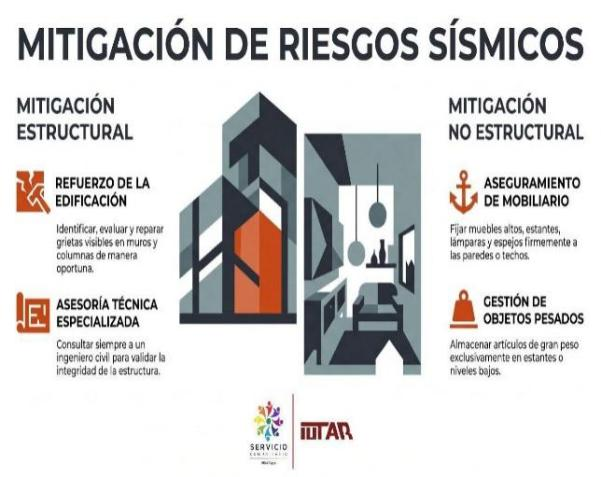 MITIGACIÓN DE RIESGOS SÍSMICOS
MITIGACIÓN
ESTRUCTURAL
REFUERZO DE LA
EDIFICACIÓN
Identificar, evaluar y reparar
grietas visibles en muros y
columnas de manera
oportuna.
ASESORÍA TÉCNICA
ESPECIALIZADA
Consultar siempre a un
ingeniero civil para validar la
integridad de la estructura.
MITIGACIÓN
NO ESTRUCTURAL
ASEGURAMIENTO
DE MOBILIARIO
Fijar muebles altos, estantes,
lámparas y espejos firmemente a
las paredes o techos.
GESTIÓN DE
OBJETOS PESADOS
Almacenar artículos de gran peso
exclusivamente en estantes o
niveles bajos.
SERVICIO
COMUNITARIO
IUTAR